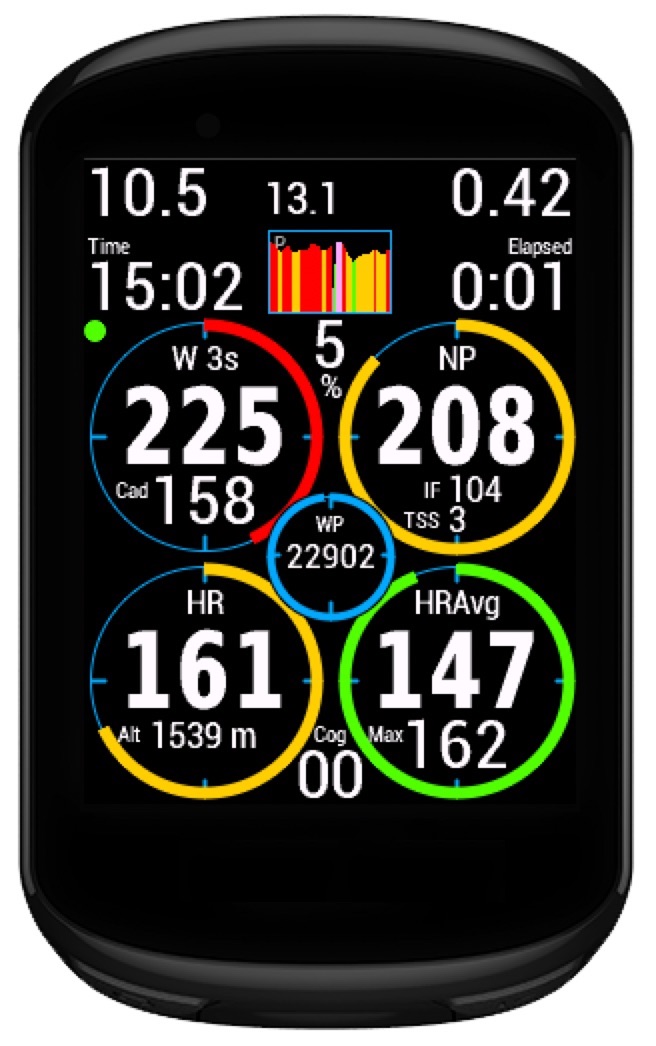 10.5 13.1 0.42
Time P Elapsed
15:02 0:01
5
%
W 3s
225
Cad 158
NP
208
IF 104
TSS 3
WP
22902
HR
161
Alt 1539 m
HRAvg
147
Max 162
Cog
00